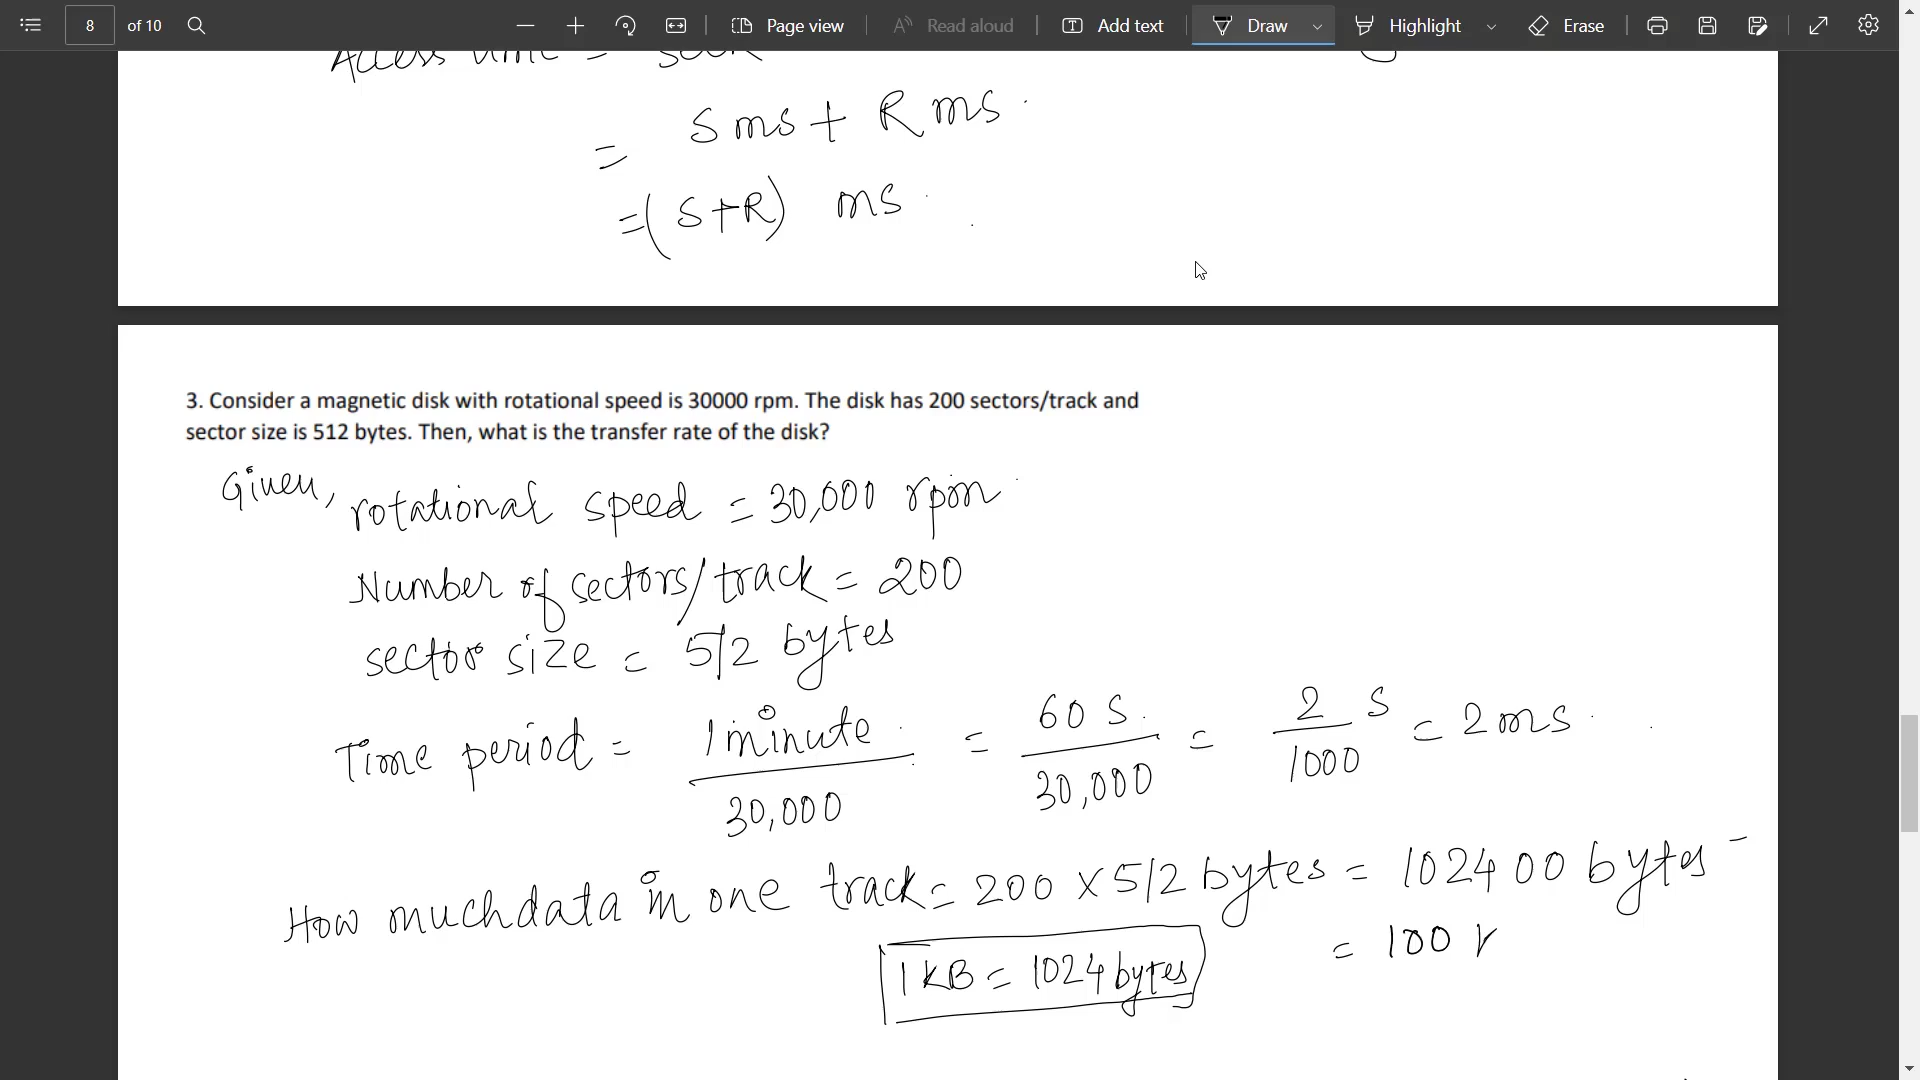 8 of 10 Page view Read aloud Add text Draw Highlight Erase
Access time = seek
= S ms + R ms.
= (S+R) ms.
3. Consider a magnetic disk with rotational speed is 30000 rpm. The disk has 200 sectors/track and
sector size is 512 bytes. Then, what is the transfer rate of the disk?
Given, rotational speed = 30,000 rpm.
Number of sectors/track = 200
sector size = 512 bytes
Time period = 1 minute / 30,000 = 60 s. / 30,000 = 2 / 1000 s = 2 ms.
How much data in one track = 200 × 512 bytes = 102400 bytes
1 KB = 1024 bytes
= 100